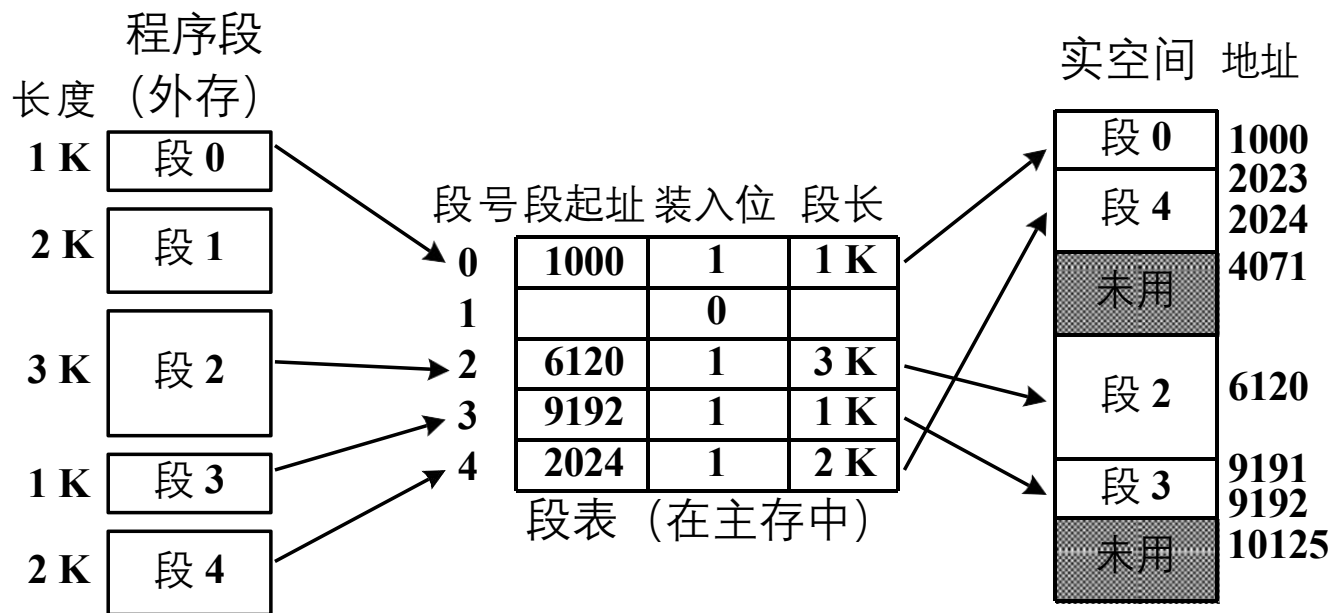 程序段
(外存)
长度
1 K 段 0
2 K 段 1
3 K 段 2
1 K 段 3
2 K 段 4
段号 段起址 装入位 段长
0 1000 1 1 K
1 0
2 6120 1 3 K
3 9192 1 1 K
4 2024 1 2 K
段表（在主存中）
实空间 地址
段 0 1000
2023
段 4 2024
4071
未用
段 2 6120
9191
段 3 9192
10125
未用